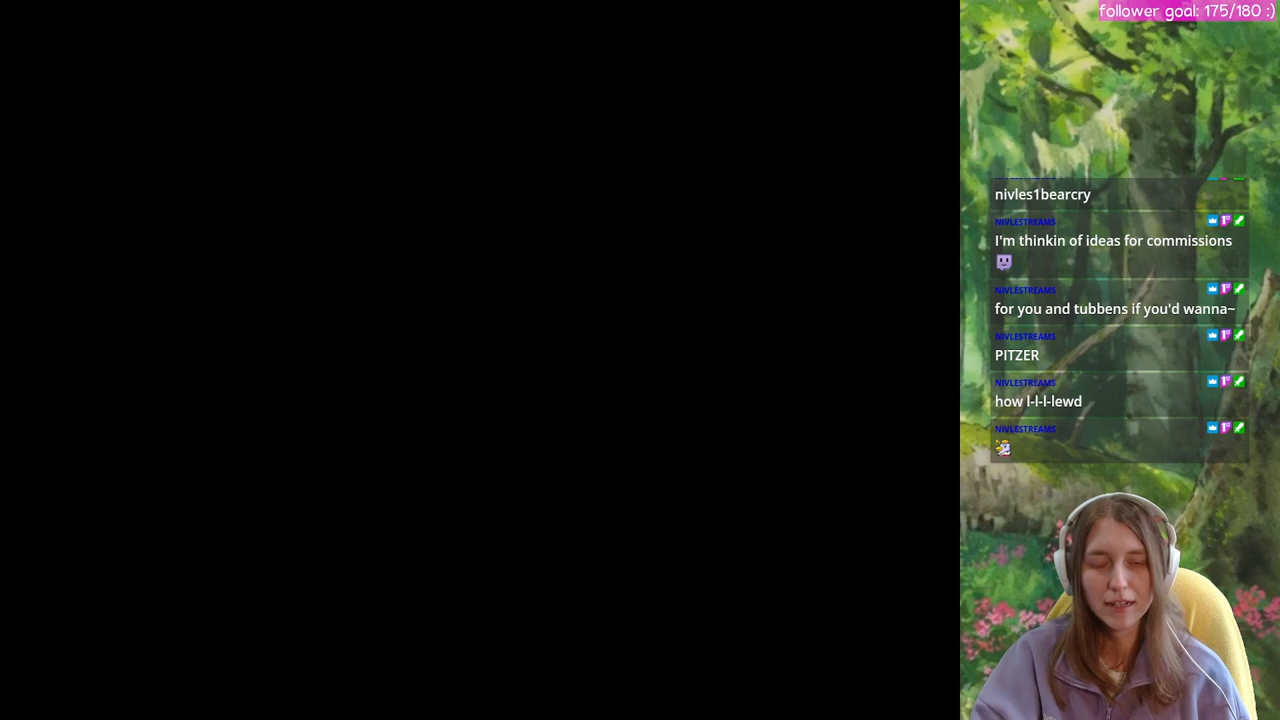 follower goal: 175/180 :)
nivles1bearcry
NIVLESTREAMS
I'm thinkin of ideas for commissions
NIVLESTREAMS
for you and tubbens if you'd wanna~
NIVLESTREAMS
PITZER
NIVLESTREAMS
how l-l-l-lewd
NIVLESTREAMS